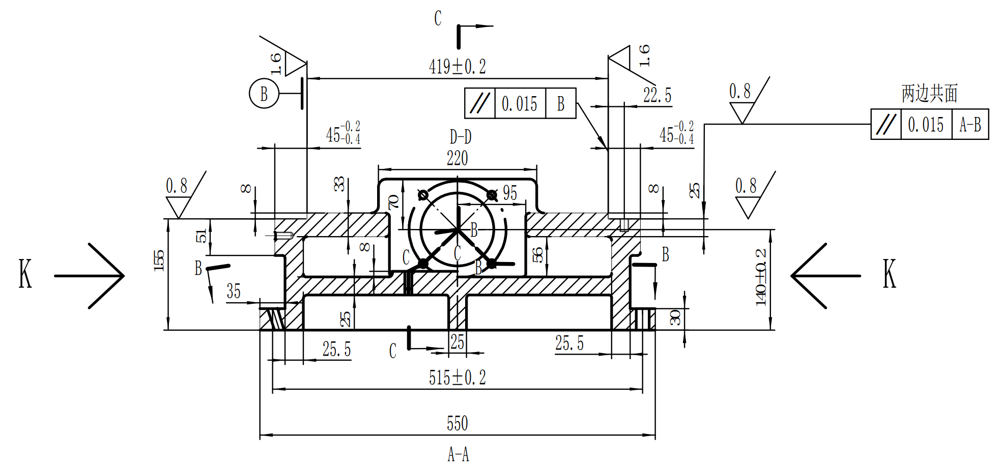 C
1.6
1.6
419±0.2
B
// 0.015 B
22.5
0.8
两边共面
// 0.015 A-B
45 -0.2 -0.4
D-D
45 -0.2 -0.4
220
0.8
8
33
70
95
8
25
0.8
51
B
155
8
C
C
56
B
B
140±0.2
K
B
K
35
25
30
C
25
25.5
25.5
515±0.2
550
A-A